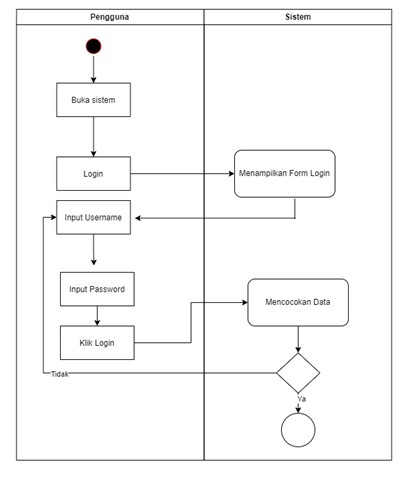 Pengguna
Sistem
Buka sistem
Login
Menampilkan Form Login
Input Username
Input Password
Mencocokan Data
Klik Login
Tidak
Ya